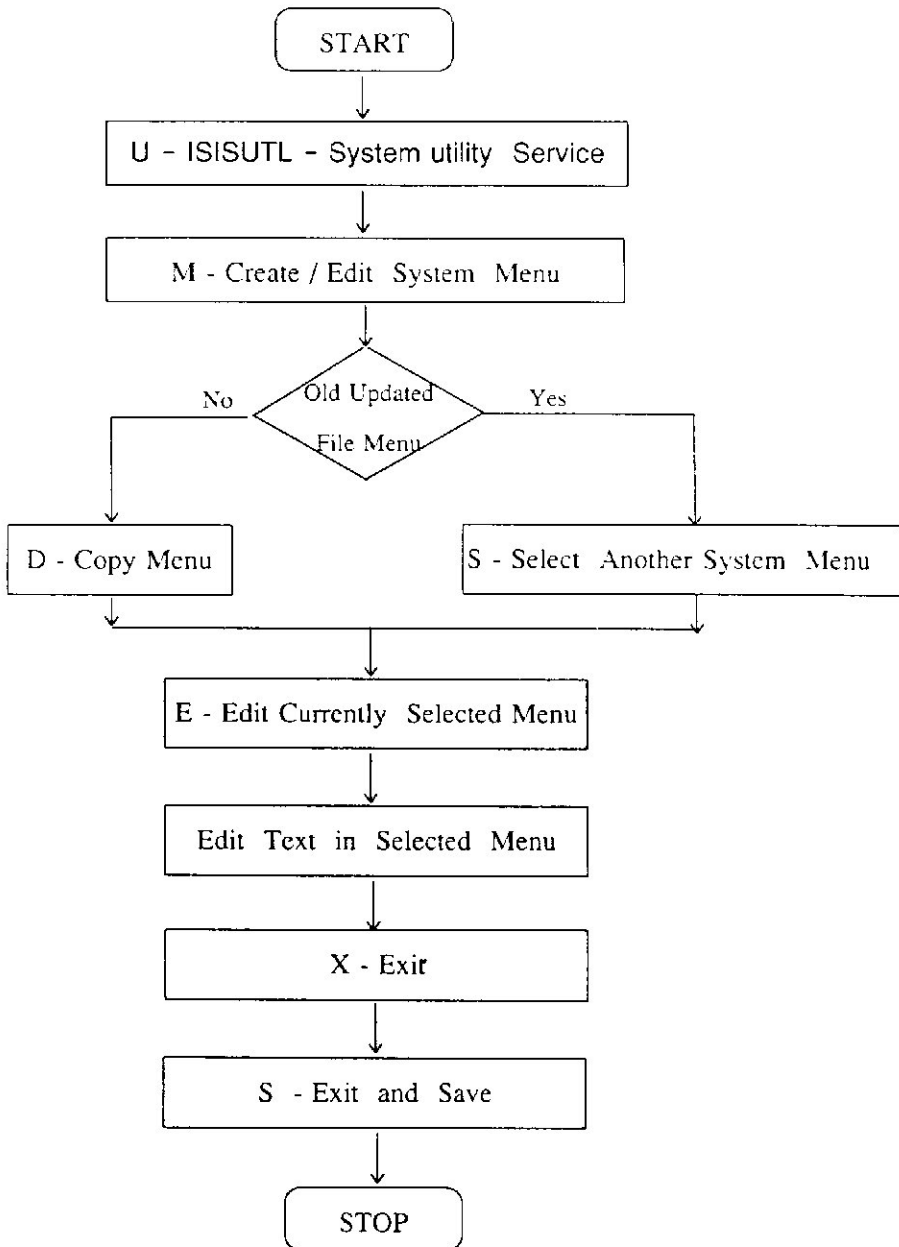 START
U - ISISUTL - System utility Service
M - Create / Edit System Menu
Old Updated
No
Yes
File Menu
D - Copy Menu
S - Select Another System Menu
E - Edit Currently Selected Menu
Edit Text in Selected Menu
X - Exit
S - Exit and Save
STOP